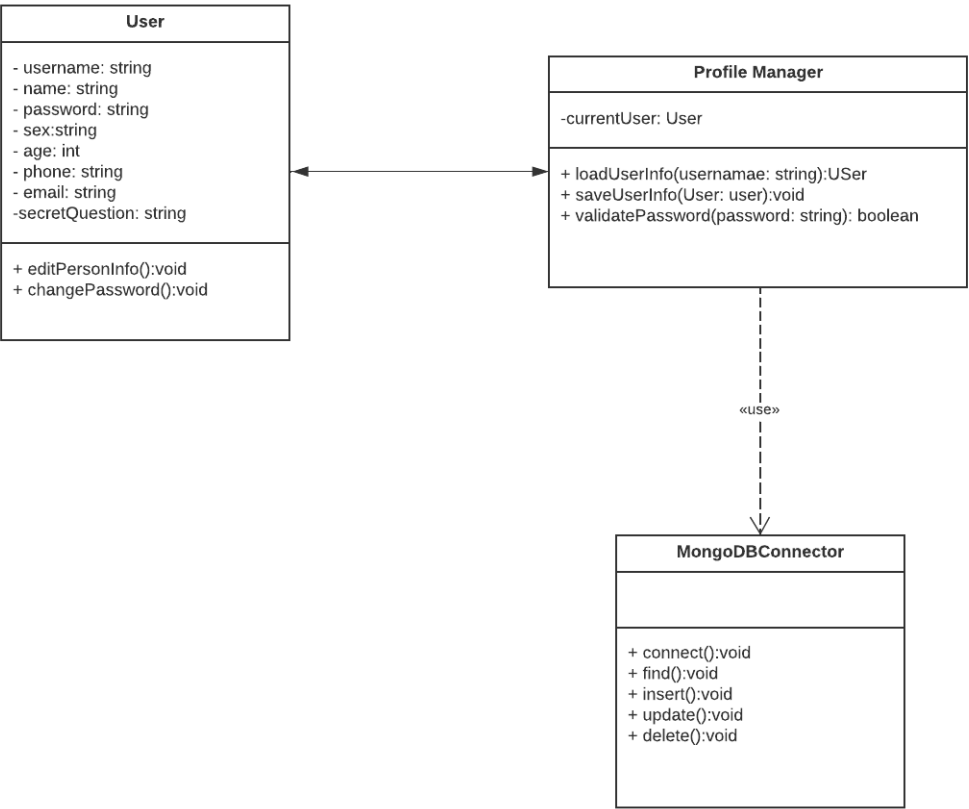 User
- username: string
- name: string
- password: string
- sex:string
- age: int
- phone: string
- email: string
-secretQuestion: string
+ editPersonInfo():void
+ changePassword():void
Profile Manager
-currentUser: User
+ loadUserInfo(usernamae: string):USer
+ saveUserInfo(User: user):void
+ validatePassword(password: string): boolean
«use»
MongoDBConnector
+ connect():void
+ find():void
+ insert():void
+ update():void
+ delete():void